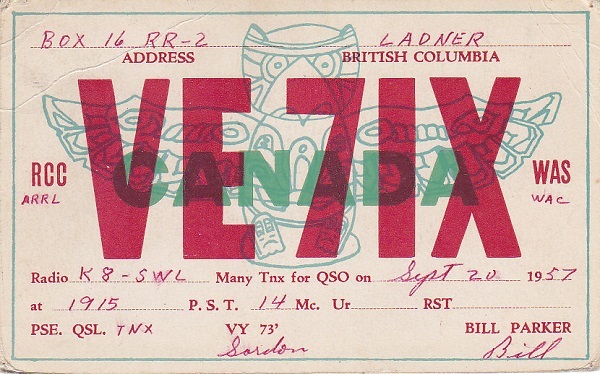 BOX 16 RR-2 LADNER
ADDRESS BRITISH COLUMBIA
VE7IX
CANADA
RCC WAS
ARRL WAC
Radio K8-SWL Many Tnx for QSO on Sept 20 1957
at 1915 P.S.T. 14 Mc. Ur RST
PSE. QSL. TNX VY 73' BILL PARKER
Gordon Bill